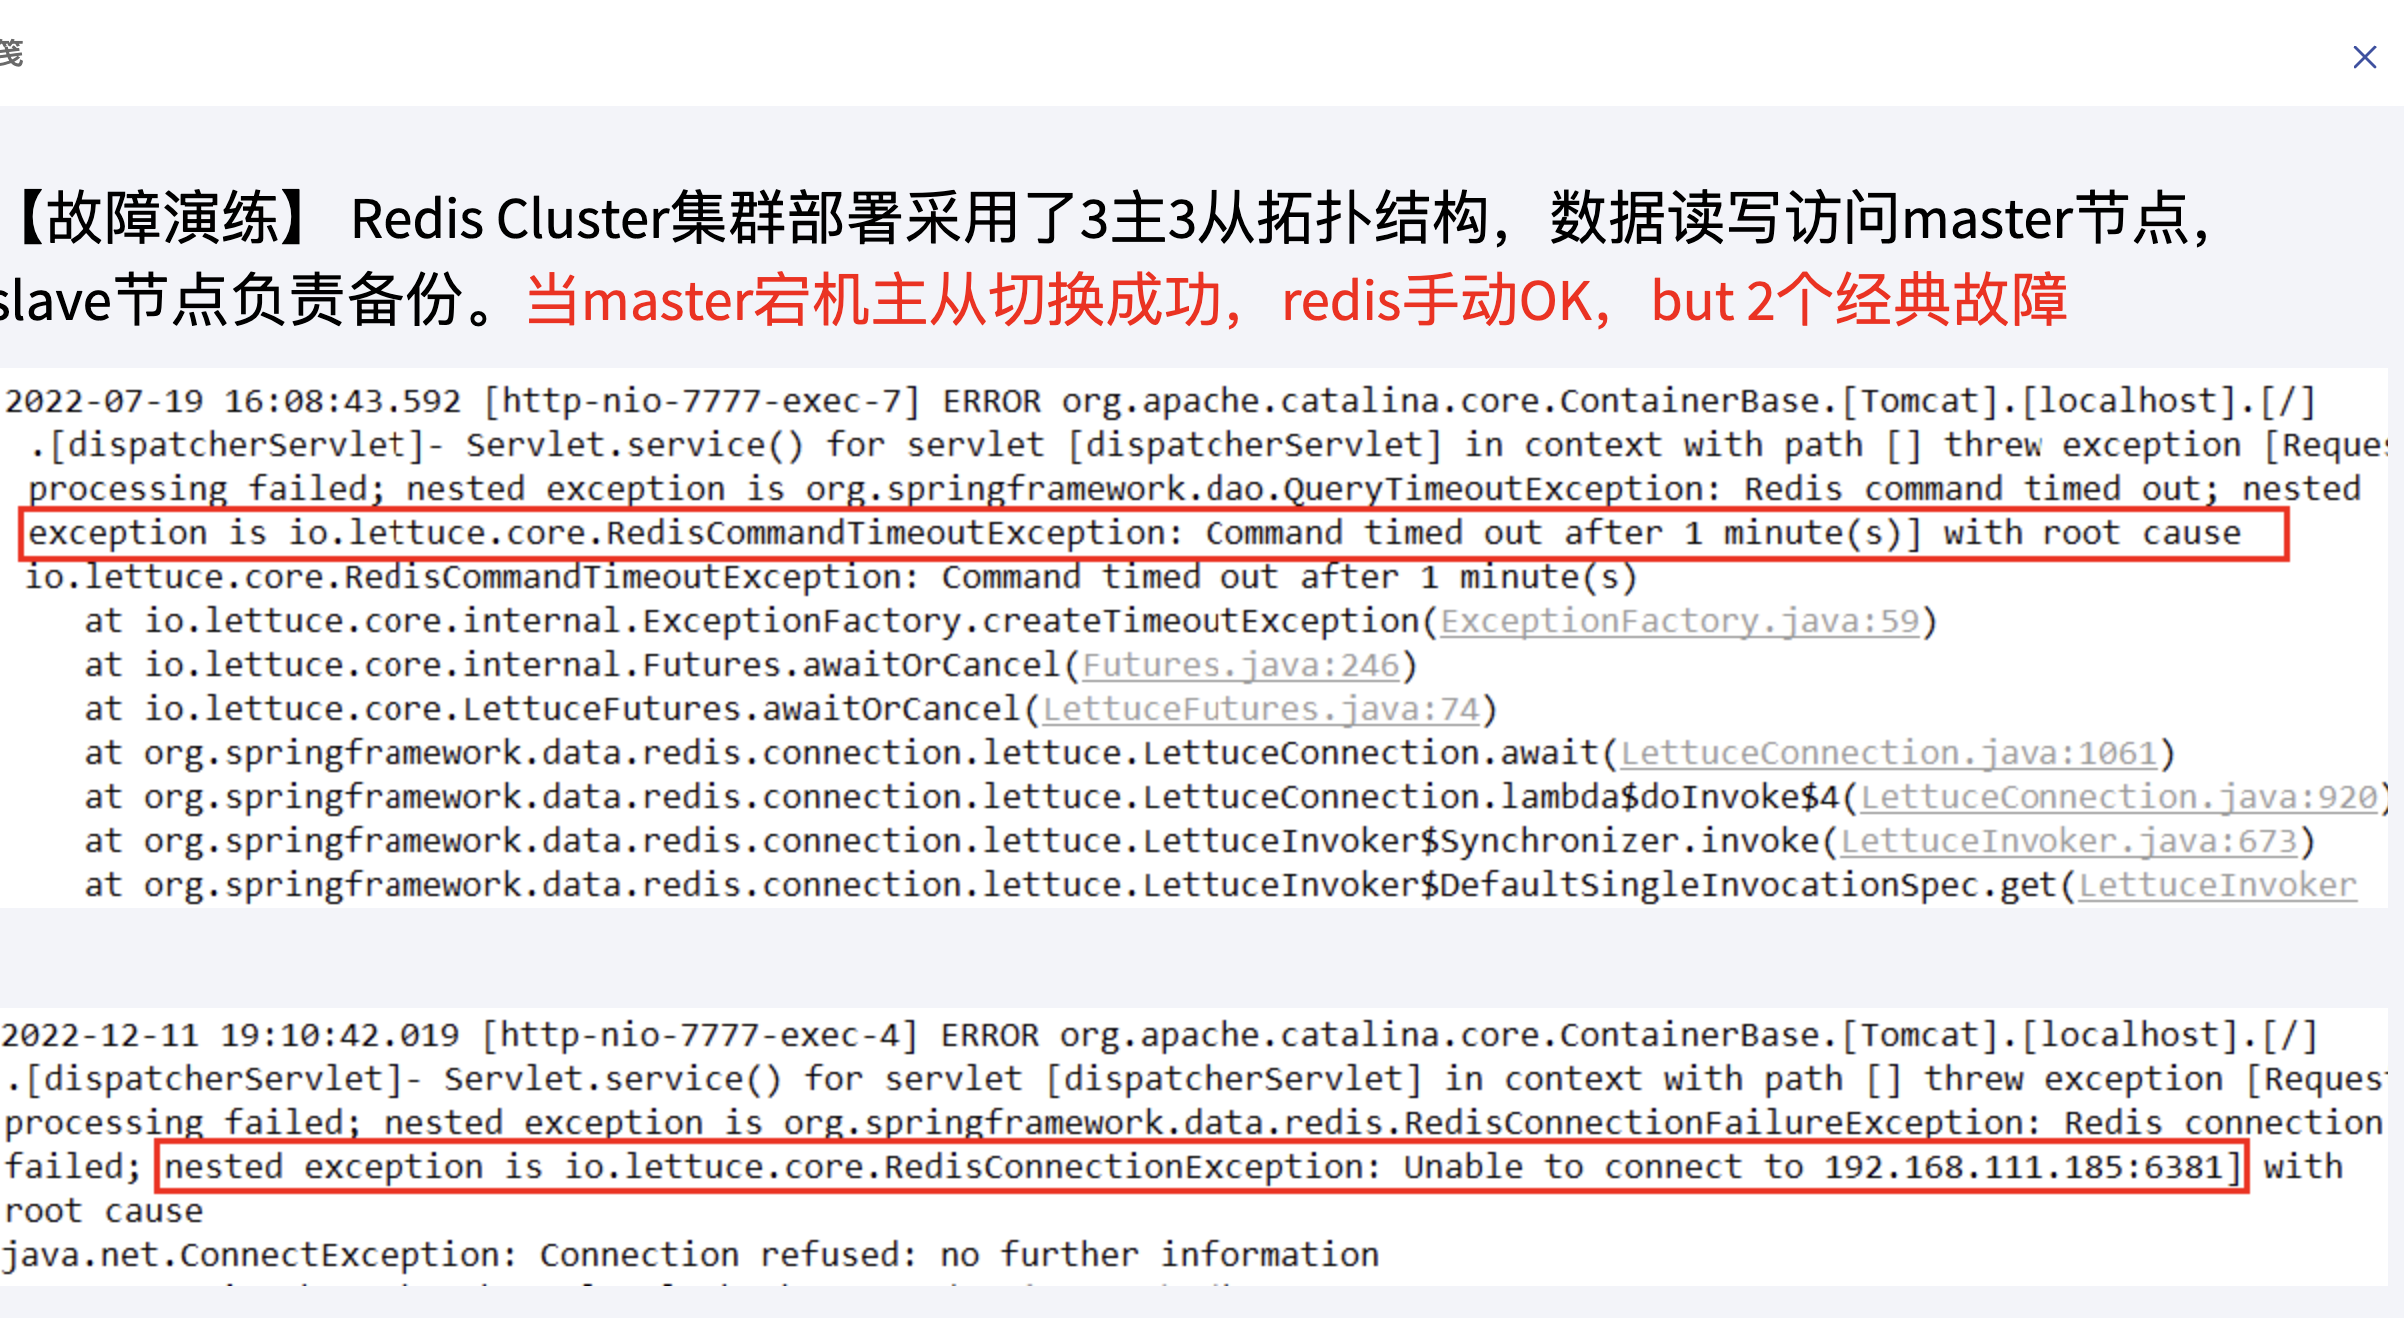 笺
【故障演练】 Redis Cluster集群部署采用了3主3从拓扑结构，数据读写访问master节点，
slave节点负责备份。当master宕机主从切换成功，redis手动OK，but 2个经典故障
2022-07-19 16:08:43.592 [http-nio-7777-exec-7] ERROR org.apache.catalina.core.ContainerBase.[Tomcat].[localhost].[/]
.[dispatcherServlet]- Servlet.service() for servlet [dispatcherServlet] in context with path [] threw exception [Reques
processing failed; nested exception is org.springframework.dao.QueryTimeoutException: Redis command timed out; nested
exception is io.lettuce.core.RedisCommandTimeoutException: Command timed out after 1 minute(s)] with root cause
io.lettuce.core.RedisCommandTimeoutException: Command timed out after 1 minute(s)
at io.lettuce.core.internal.ExceptionFactory.createTimeoutException(ExceptionFactory.java:59)
at io.lettuce.core.internal.Futures.awaitOrCancel(Futures.java:246)
at io.lettuce.core.LettuceFutures.awaitOrCancel(LettuceFutures.java:74)
at org.springframework.data.redis.connection.lettuce.LettuceConnection.await(LettuceConnection.java:1061)
at org.springframework.data.redis.connection.lettuce.LettuceConnection.lambda$doInvoke$4(LettuceConnection.java:920)
at org.springframework.data.redis.connection.lettuce.LettuceInvoker$Synchronizer.invoke(LettuceInvoker.java:673)
at org.springframework.data.redis.connection.lettuce.LettuceInvoker$DefaultSingleInvocationSpec.get(LettuceInvoker
2022-12-11 19:10:42.019 [http-nio-7777-exec-4] ERROR org.apache.catalina.core.ContainerBase.[Tomcat].[localhost].[/]
.[dispatcherServlet]- Servlet.service() for servlet [dispatcherServlet] in context with path [] threw exception [Request
processing failed; nested exception is org.springframework.data.redis.RedisConnectionFailureException: Redis connection
failed; nested exception is io.lettuce.core.RedisConnectionException: Unable to connect to 192.168.111.185:6381] with
root cause
java.net.ConnectException: Connection refused: no further information